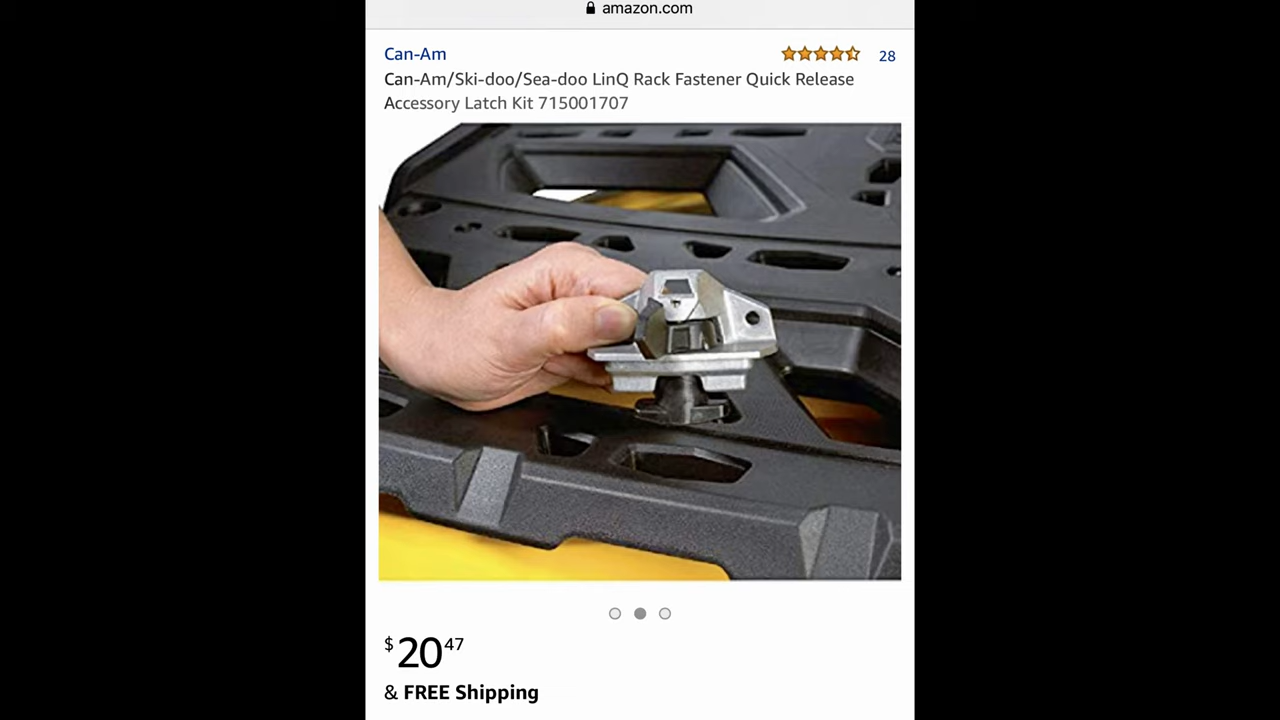 amazon.com
Can-Am
28
Can-Am/Ski-doo/Sea-doo LinQ Rack Fastener Quick Release
Accessory Latch Kit 715001707
$20 47
& FREE Shipping